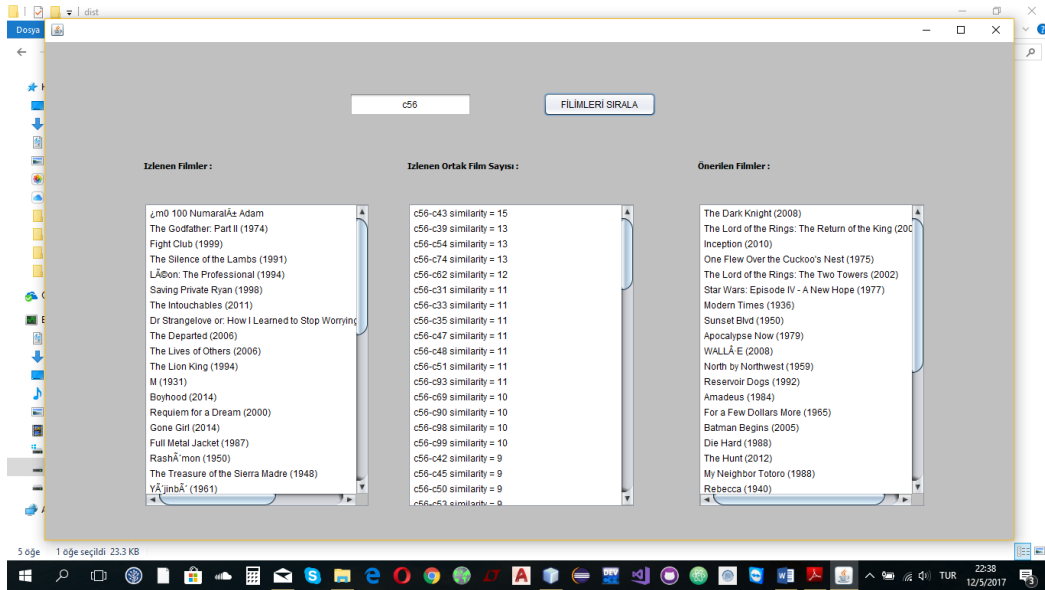 dist
Dosya
c56
FİLİMLERİ SIRALA
Izlenen Filmler :
Izlenen Ortak Film Sayısı :
Önerilen Filmler :
¿m0 100 NumaralÄ± Adam
The Godfather: Part II (1974)
Fight Club (1999)
The Silence of the Lambs (1991)
LÃ©on: The Professional (1994)
Saving Private Ryan (1998)
The Intouchables (2011)
Dr Strangelove or: How I Learned to Stop Worrying
The Departed (2006)
The Lives of Others (2006)
The Lion King (1994)
M (1931)
Boyhood (2014)
Requiem for a Dream (2000)
Gone Girl (2014)
Full Metal Jacket (1987)
RashÃ´mon (1950)
The Treasure of the Sierra Madre (1948)
YÃ´jinbÃ´ (1961)
c56-c43 similarity = 15
c56-c39 similarity = 13
c56-c54 similarity = 13
c56-c74 similarity = 13
c56-c62 similarity = 12
c56-c31 similarity = 11
c56-c33 similarity = 11
c56-c35 similarity = 11
c56-c47 similarity = 11
c56-c48 similarity = 11
c56-c51 similarity = 11
c56-c93 similarity = 11
c56-c69 similarity = 10
c56-c90 similarity = 10
c56-c98 similarity = 10
c56-c99 similarity = 10
c56-c42 similarity = 9
c56-c45 similarity = 9
c56-c50 similarity = 9
c56-c53 similarity = 9
The Dark Knight (2008)
The Lord of the Rings: The Return of the King (200
Inception (2010)
One Flew Over the Cuckoo's Nest (1975)
The Lord of the Rings: The Two Towers (2002)
Star Wars: Episode IV - A New Hope (1977)
Modern Times (1936)
Sunset Blvd (1950)
Apocalypse Now (1979)
WALLÂ·E (2008)
North by Northwest (1959)
Reservoir Dogs (1992)
Amadeus (1984)
For a Few Dollars More (1965)
Batman Begins (2005)
Die Hard (1988)
The Hunt (2012)
My Neighbor Totoro (1988)
Rebecca (1940)
5 öğe 1 öğe seçildi 23.3 KB
TUR
22:38
12/5/2017